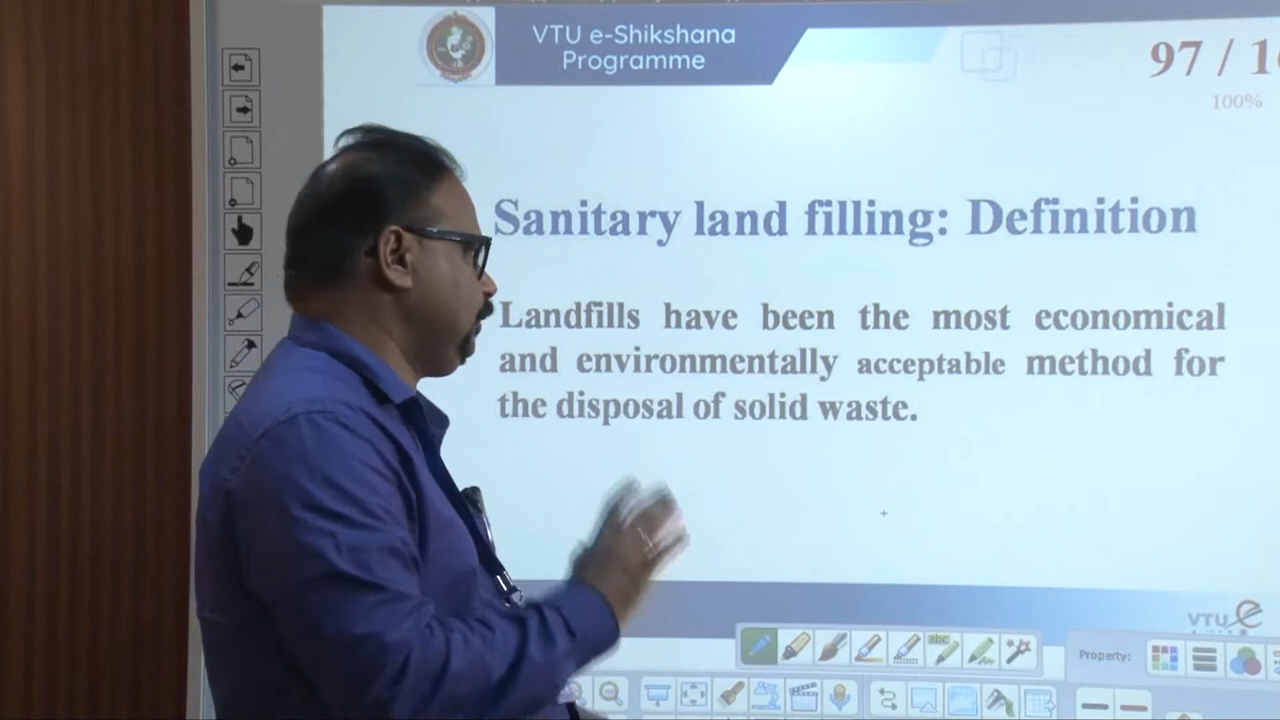 VTU e-Shikshana
Programme
97 / 1
100%
Sanitary land filling: Definition
Landfills have been the most economical
and environmentally acceptable method for
the disposal of solid waste.
VTU e
abc
Property: